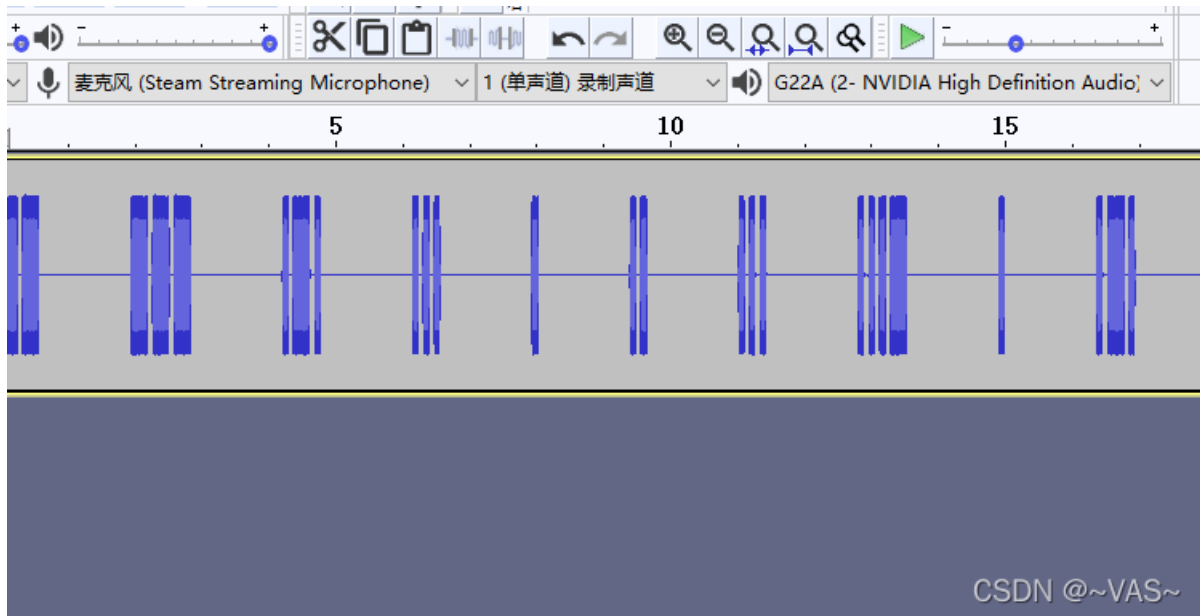 麦克风 (Steam Streaming Microphone)
1 (单声道) 录制声道
G22A (2- NVIDIA High Definition Audio)
5
10
15
CSDN @~VAS~